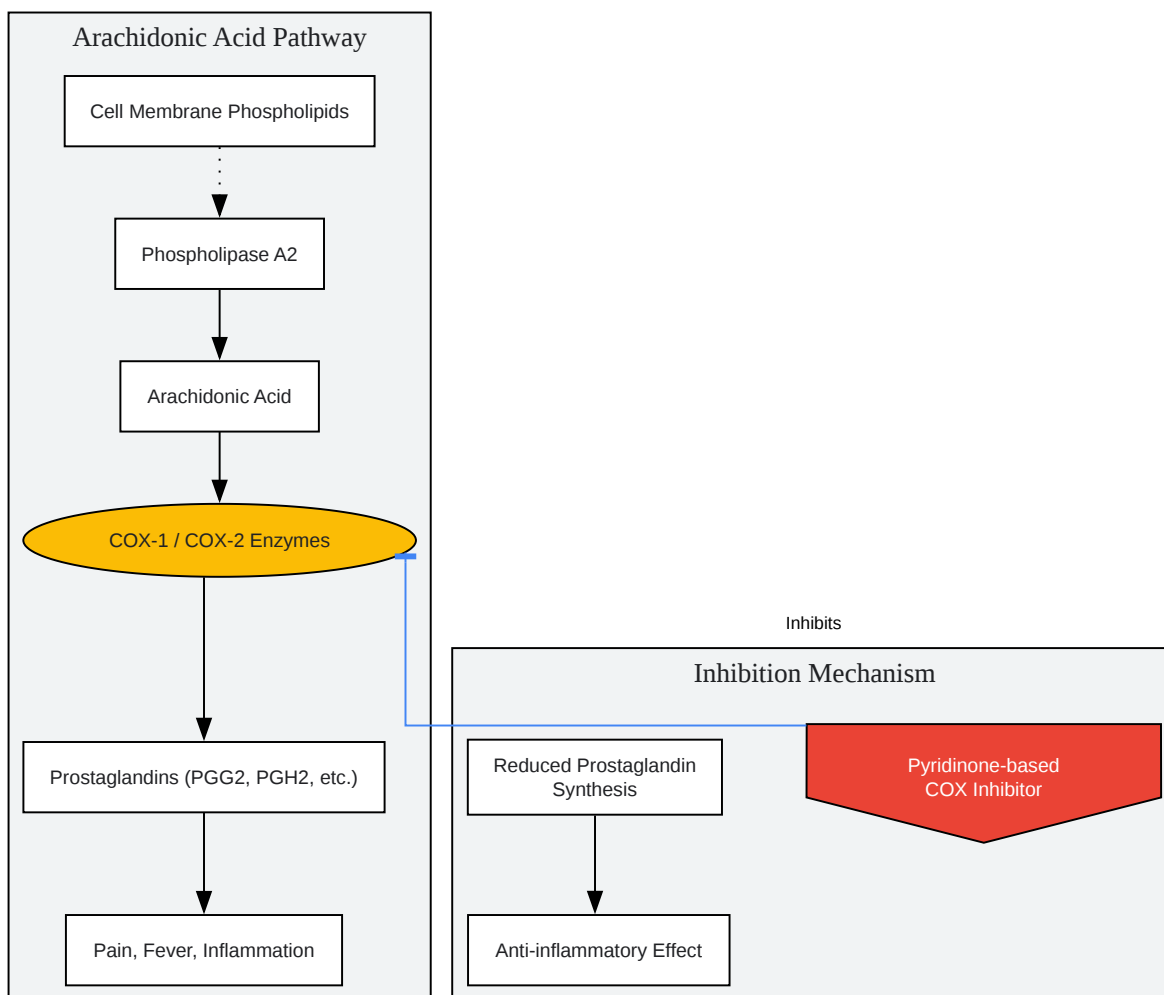 Arachidonic Acid Pathway
Cell Membrane Phospholipids
Phospholipase A2
Arachidonic Acid
COX-1 / COX-2 Enzymes
Prostaglandins (PGG2, PGH2, etc.)
Pain, Fever, Inflammation
Inhibits
Inhibition Mechanism
Reduced Prostaglandin
Synthesis
Pyridinone-based
COX Inhibitor
Anti-inflammatory Effect